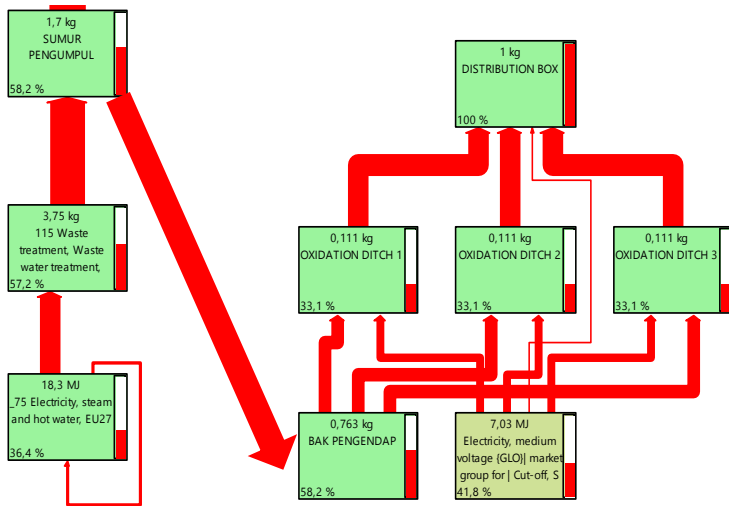 1,7 kg
SUMUR
PENGUMPUL
58,2 %
1 kg
DISTRIBUTION BOX
100 %
3,75 kg
115 Waste
treatment, Waste
water treatment,
57,2 %
0,111 kg
OXIDATION DITCH 1
33,1 %
0,111 kg
OXIDATION DITCH 2
33,1 %
0,111 kg
OXIDATION DITCH 3
33,1 %
18,3 MJ
_75 Electricity, steam
and hot water, EU27
36,4 %
0,763 kg
BAK PENGENDAP
58,2 %
7,03 MJ
Electricity, medium
voltage {GLO}| market
group for | Cut-off, S
41,8 %